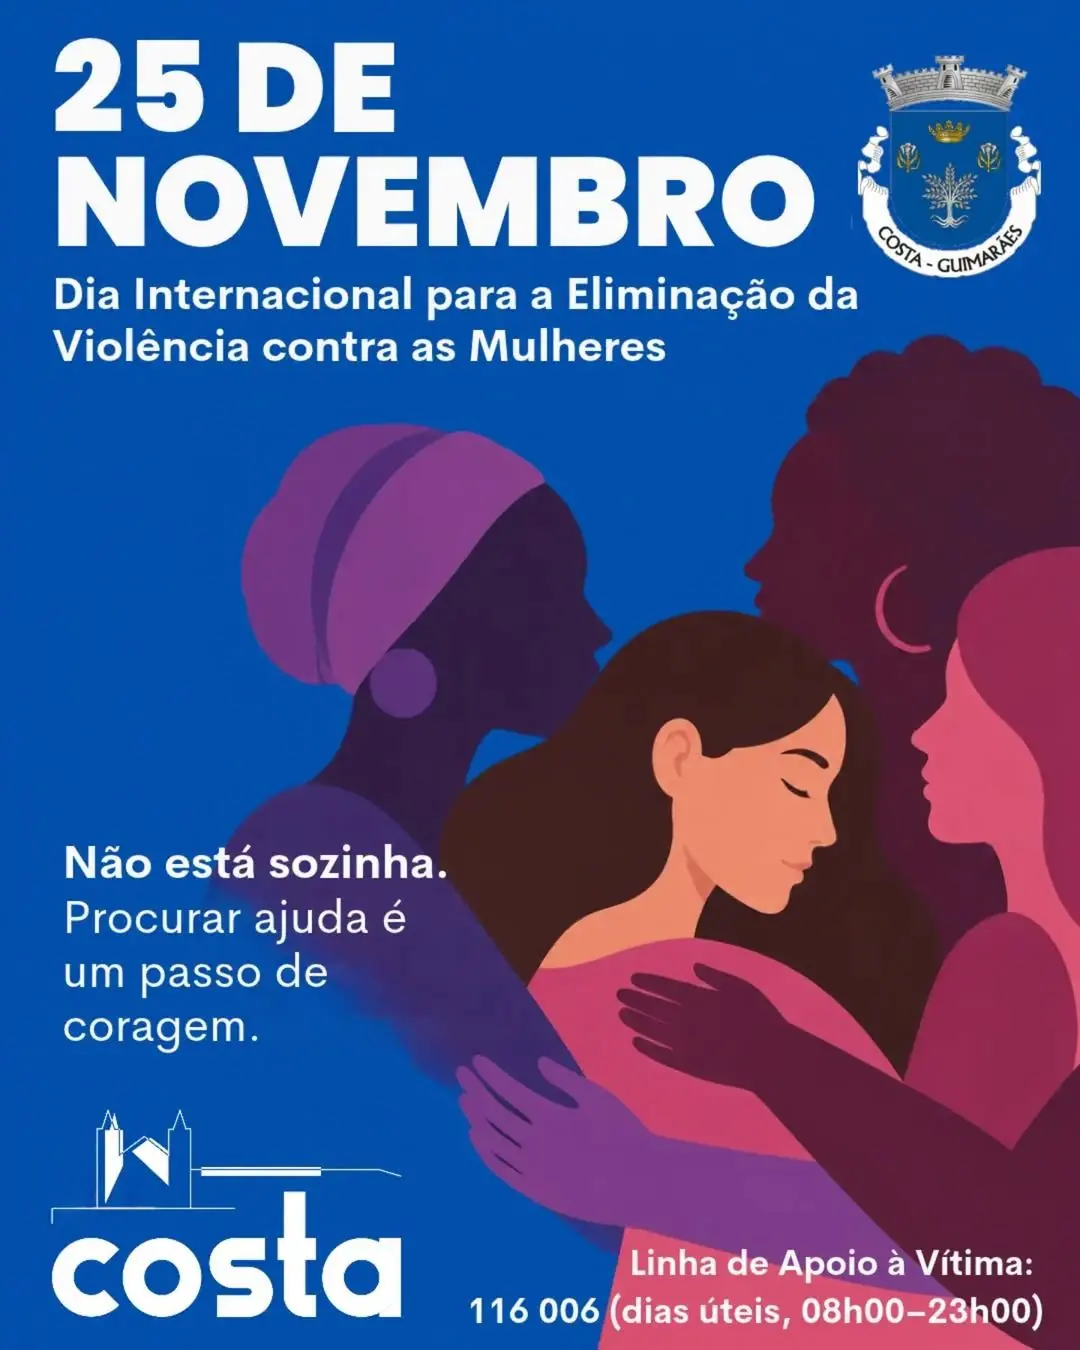 25 DE
NOVEMBRO
COSTA - GUIMARÃES
Dia Internacional para a Eliminação da
Violência contra as Mulheres
Não está sozinha.
Procurar ajuda é
um passo de
coragem.
costa
Linha de Apoio à Vítima:
116 006 (dias úteis, 08h00–23h00)